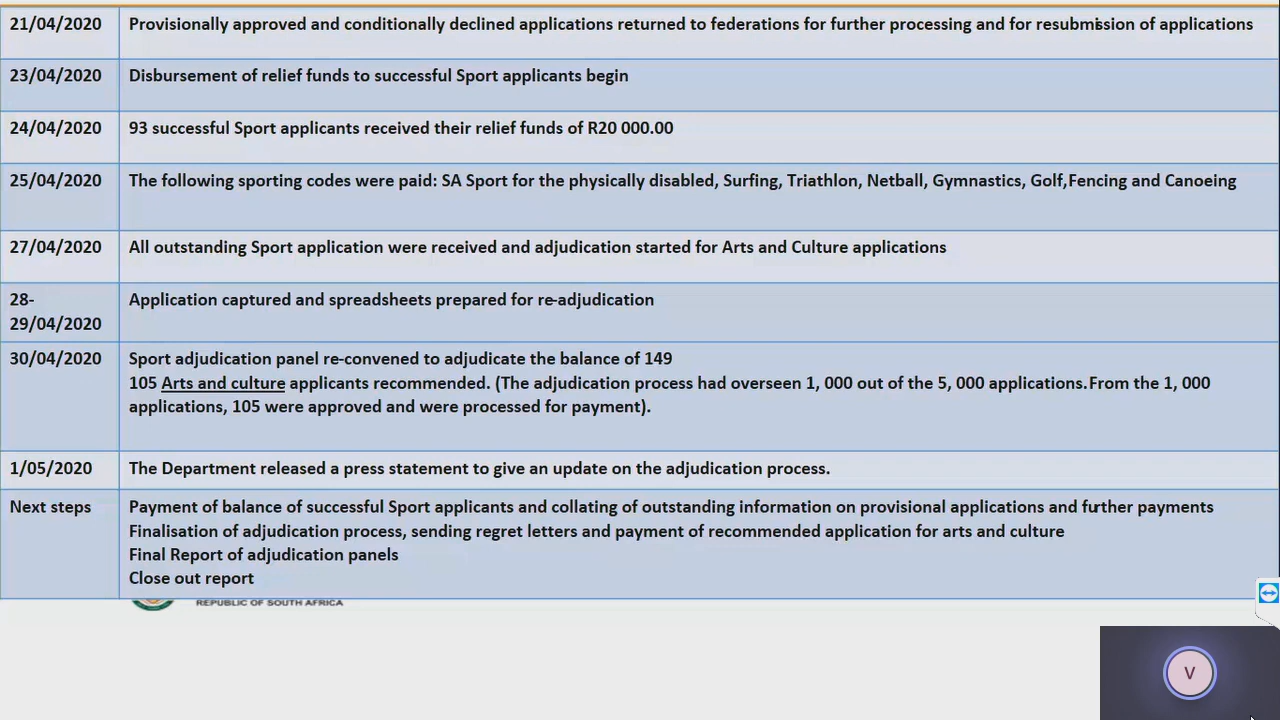 21/04/2020 Provisionally approved and conditionally declined applications returned to federations for further processing and for resubmission of applications
23/04/2020 Disbursement of relief funds to successful Sport applicants begin
24/04/2020 93 successful Sport applicants received their relief funds of R20 000.00
25/04/2020 The following sporting codes were paid: SA Sport for the physically disabled, Surfing, Triathlon, Netball, Gymnastics, Golf,Fencing and Canoeing
27/04/2020 All outstanding Sport application were received and adjudication started for Arts and Culture applications
28-
29/04/2020
Application captured and spreadsheets prepared for re-adjudication
30/04/2020 Sport adjudication panel re-convened to adjudicate the balance of 149
105 Arts and culture applicants recommended. (The adjudication process had overseen 1, 000 out of the 5, 000 applications.From the 1, 000
applications, 105 were approved and were processed for payment).
1/05/2020 The Department released a press statement to give an update on the adjudication process.
Next steps Payment of balance of successful Sport applicants and collating of outstanding information on provisional applications and further payments
Finalisation of adjudication process, sending regret letters and payment of recommended application for arts and culture
Final Report of adjudication panels
Close out report
REPUBLIC OF SOUTH AFRICA
V